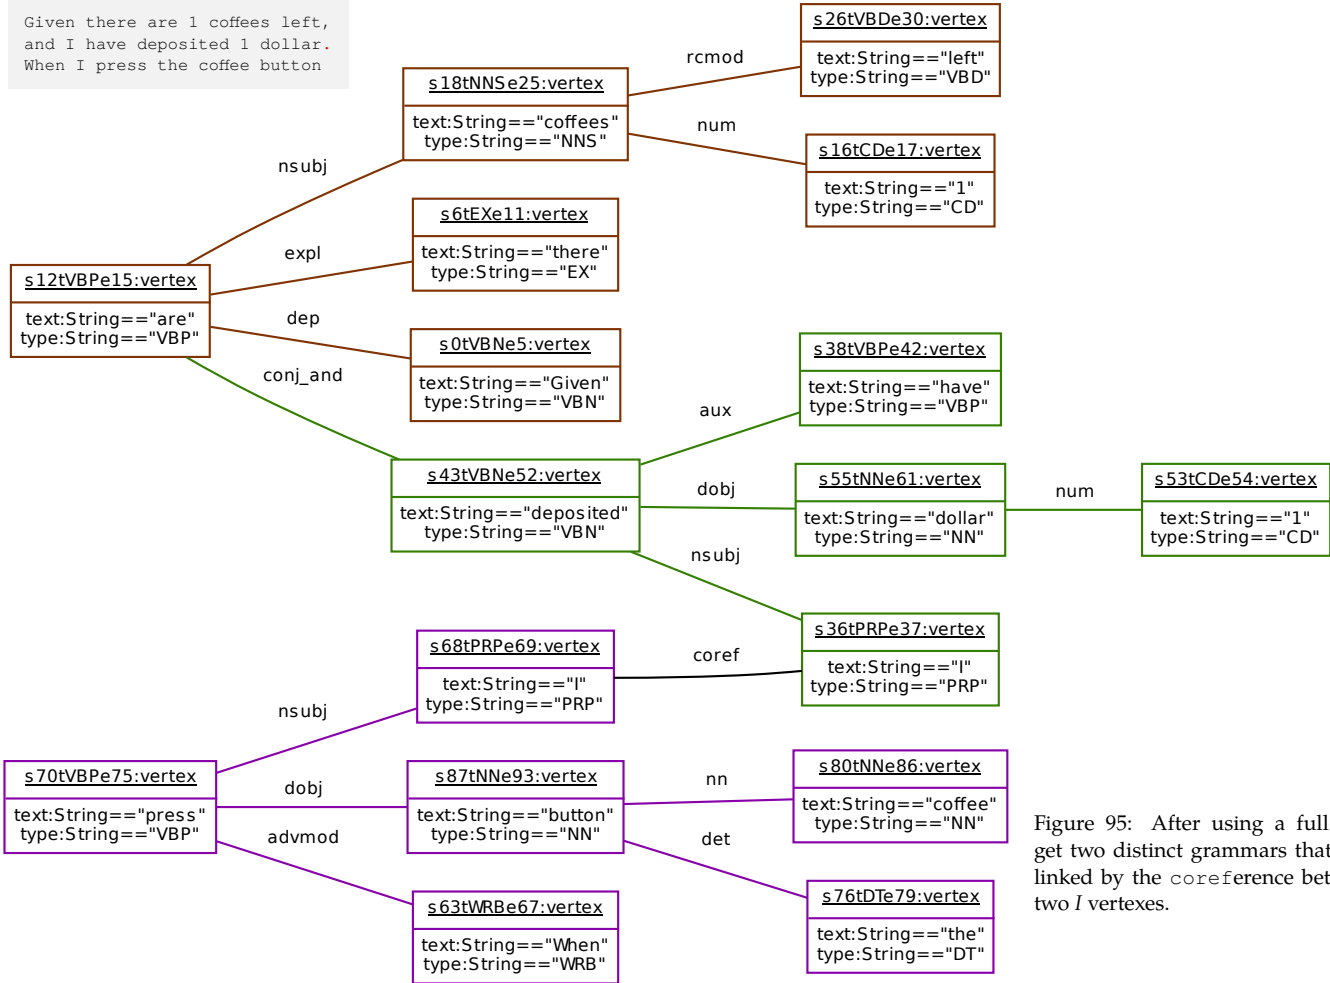 Given there are 1 coffees left,
and I have deposited 1 dollar.
When I press the coffee button
s26tVBDe30:vertex
text:String=="left"
type:String=="VBD"
rcmod
s18tNNSe25:vertex
text:String=="coffees"
type:String=="NNS"
num
s16tCDe17:vertex
text:String=="1"
type:String=="CD"
nsubj
s6tEXe11:vertex
text:String=="there"
type:String=="EX"
expl
s12tVBPe15:vertex
text:String=="are"
type:String=="VBP"
dep
s0tVBNe5:vertex
text:String=="Given"
type:String=="VBN"
conj_and
s38tVBPe42:vertex
text:String=="have"
type:String=="VBP"
aux
s43tVBNe52:vertex
text:String=="deposited"
type:String=="VBN"
dobj
s55tNNe61:vertex
text:String=="dollar"
type:String=="NN"
num
s53tCDe54:vertex
text:String=="1"
type:String=="CD"
nsubj
s36tPRPe37:vertex
text:String=="I"
type:String=="PRP"
coref
s68tPRPe69:vertex
text:String=="I"
type:String=="PRP"
nsubj
s70tVBPe75:vertex
text:String=="press"
type:String=="VBP"
dobj
s87tNNe93:vertex
text:String=="button"
type:String=="NN"
nn
s80tNNe86:vertex
text:String=="coffee"
type:String=="NN"
advmod
det
s63tWRBe67:vertex
text:String=="When"
type:String=="WRB"
s76tDTe79:vertex
text:String=="the"
type:String=="DT"
Figure 95: After using a full
get two distinct grammars that
linked by the coreference bet
two I vertexes.